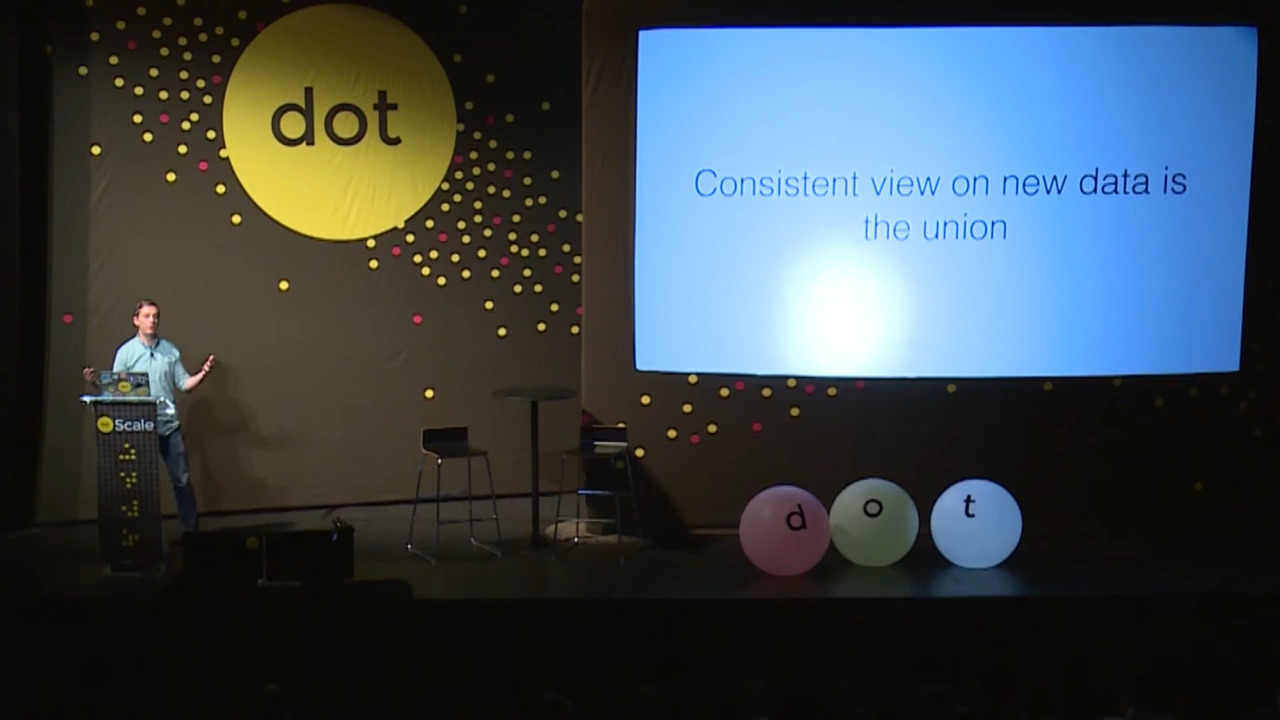 dot
Consistent view on new data is
the union
Scale
d
o
t